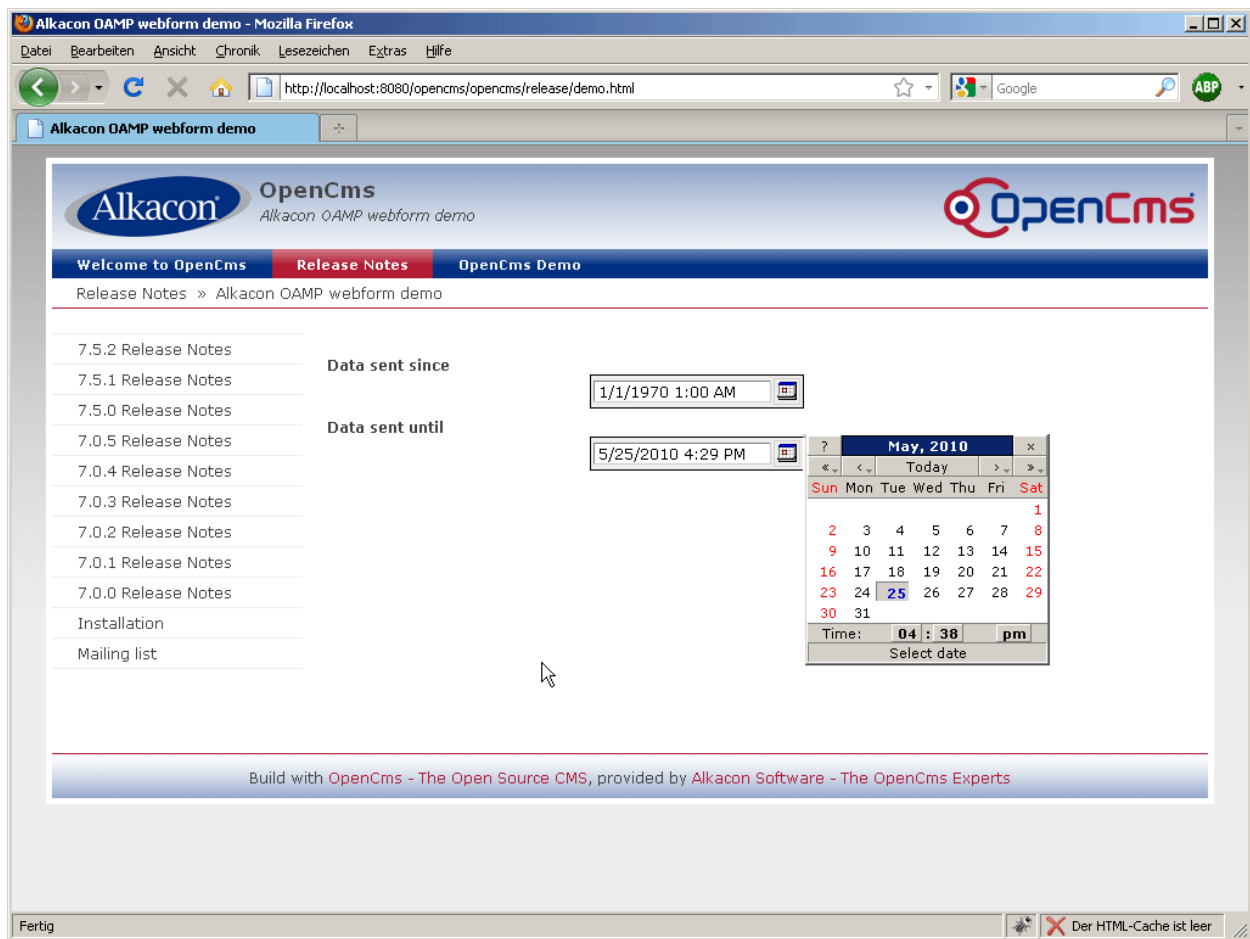 Alkacon OAMP webform demo - Mozilla Firefox
Datei Bearbeiten Ansicht Chronik Lesezeichen Extras Hilfe
http://localhost:8080/opencms/opencms/release/demo.html
Google
ABP
Alkacon OAMP webform demo
Alkacon
OpenCms
Alkacon OAMP webform demo
OpenCms
Welcome to OpenCms Release Notes OpenCms Demo
Release Notes » Alkacon OAMP webform demo
7.5.2 Release Notes
7.5.1 Release Notes
7.5.0 Release Notes
7.0.5 Release Notes
7.0.4 Release Notes
7.0.3 Release Notes
7.0.2 Release Notes
7.0.1 Release Notes
7.0.0 Release Notes
Installation
Mailing list
Data sent since
1/1/1970 1:00 AM
Data sent until
5/25/2010 4:29 PM
? May, 2010 ×
« ‹ Today › »
Sun Mon Tue Wed Thu Fri Sat
1
2 3 4 5 6 7 8
9 10 11 12 13 14 15
16 17 18 19 20 21 22
23 24 25 26 27 28 29
30 31
Time: 04 : 38 pm
Select date
Build with OpenCms - The Open Source CMS, provided by Alkacon Software - The OpenCms Experts
Fertig
Der HTML-Cache ist leer